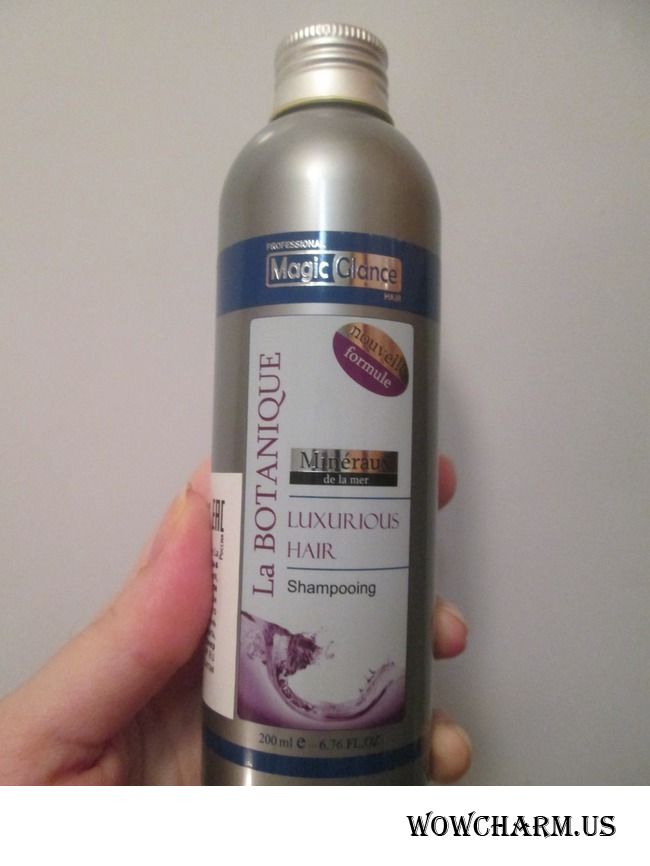 PROFESSIONAL
Magic Glance
HAIR
nouvelle
formule
La BOTANIQUE
Minéraux
de la mer
LUXURIOUS
HAIR
Shampooing
200 ml e - 6.76 FL.OZ
EAC
WOWCHARM.US